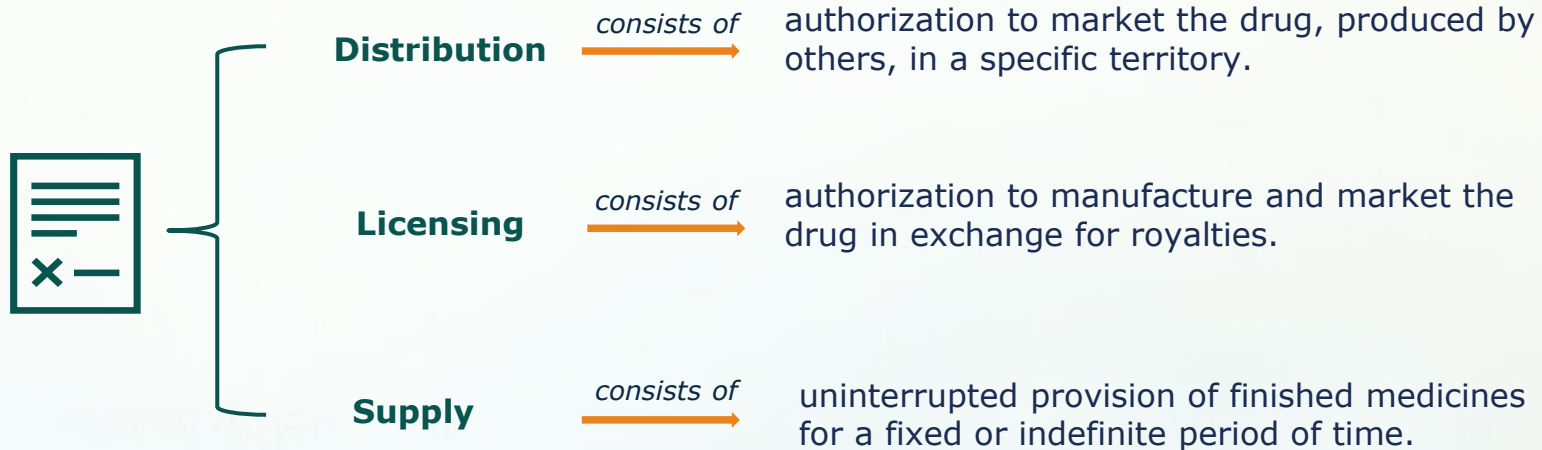 Distribution
consists of
authorization to market the drug, produced by
others, in a specific territory.
Licensing
consists of
authorization to manufacture and market the
drug in exchange for royalties.
Supply
consists of
uninterrupted provision of finished medicines
for a fixed or indefinite period of time.